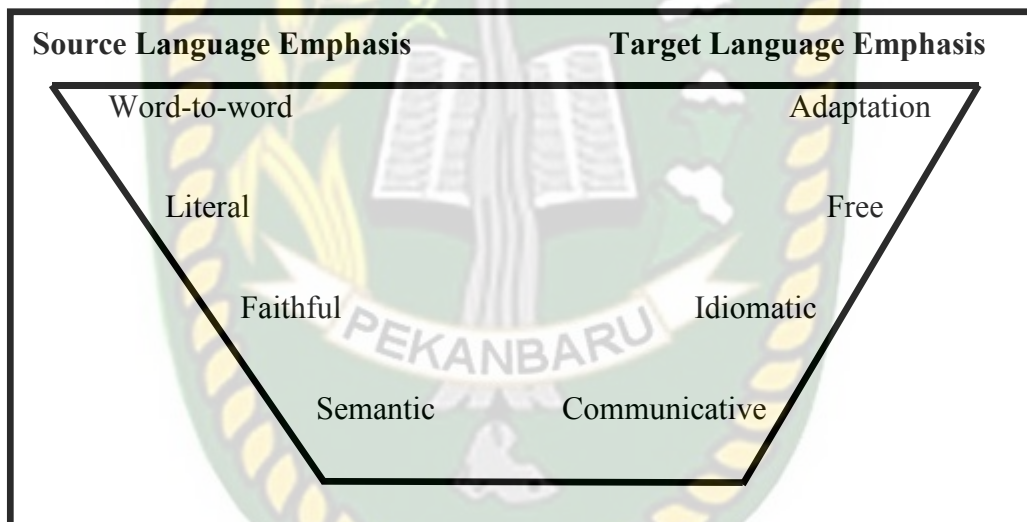 Source Language Emphasis Target Language Emphasis
Word-to-word Adaptation
Literal Free
Faithful Idiomatic
PEKANBARU
Semantic Communicative